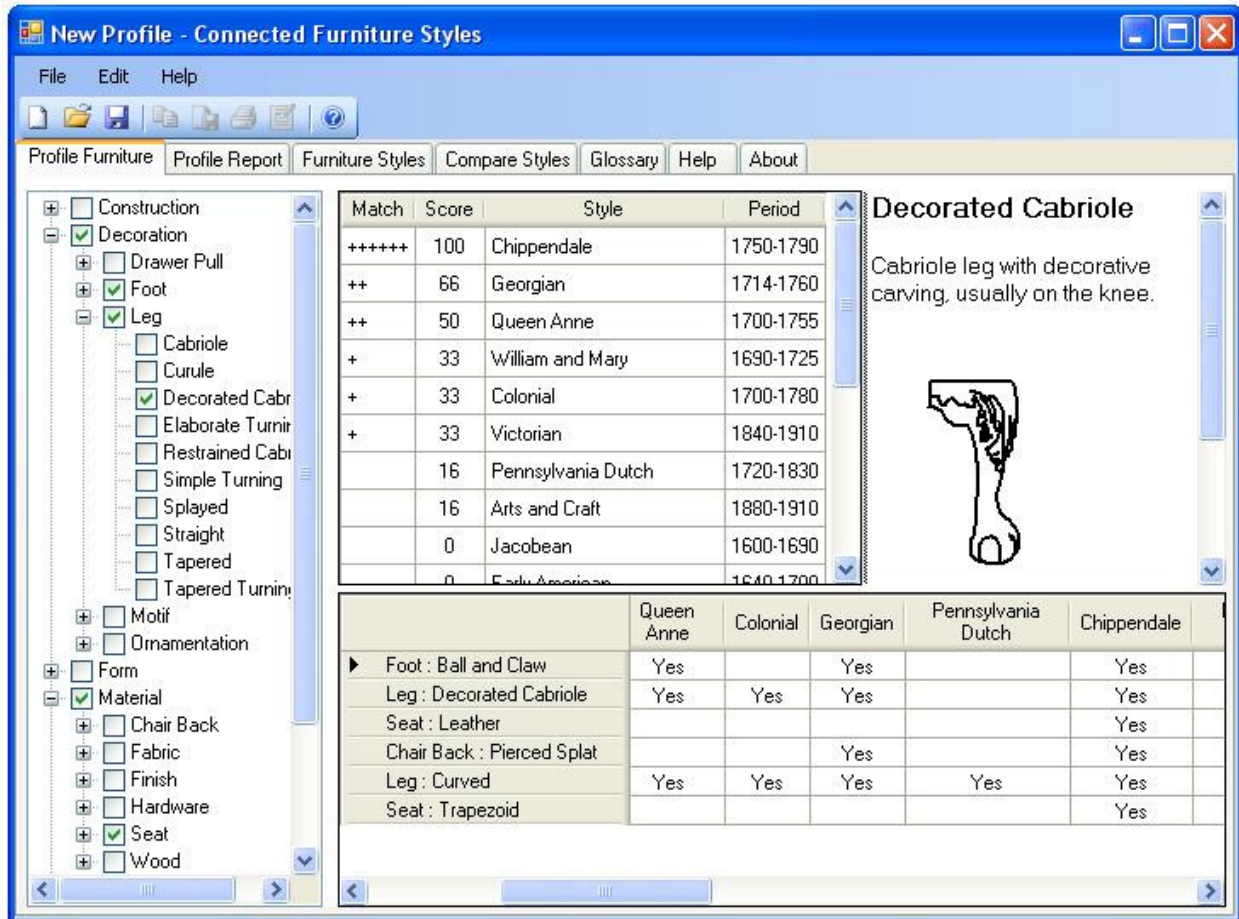 New Profile - Connected Furniture Styles
File Edit Help
Profile Furniture Profile Report Furniture Styles Compare Styles Glossary Help About
Construction
Decoration
Drawer Pull
Foot
Leg
Cabriole
Curule
Decorated Cabr
Elaborate Turnin
Restrained Cabr
Simple Turning
Splayed
Straight
Tapered
Tapered Turning
Motif
Ornamentation
Form
Material
Chair Back
Fabric
Finish
Hardware
Seat
Wood
Match Score Style Period
++++++ 100 Chippendale 1750-1790
++ 66 Georgian 1714-1760
++ 50 Queen Anne 1700-1755
+ 33 William and Mary 1690-1725
+ 33 Colonial 1700-1780
+ 33 Victorian 1840-1910
16 Pennsylvania Dutch 1720-1830
16 Arts and Craft 1880-1910
0 Jacobean 1600-1690
0 Early American 1640-1700
Decorated Cabriole
Cabriole leg with decorative
carving, usually on the knee.
Queen Anne Colonial Georgian Pennsylvania Dutch Chippendale
Foot : Ball and Claw Yes Yes Yes
Leg : Decorated Cabriole Yes Yes Yes Yes
Seat : Leather Yes
Chair Back : Pierced Splat Yes Yes
Leg : Curved Yes Yes Yes Yes Yes
Seat : Trapezoid Yes